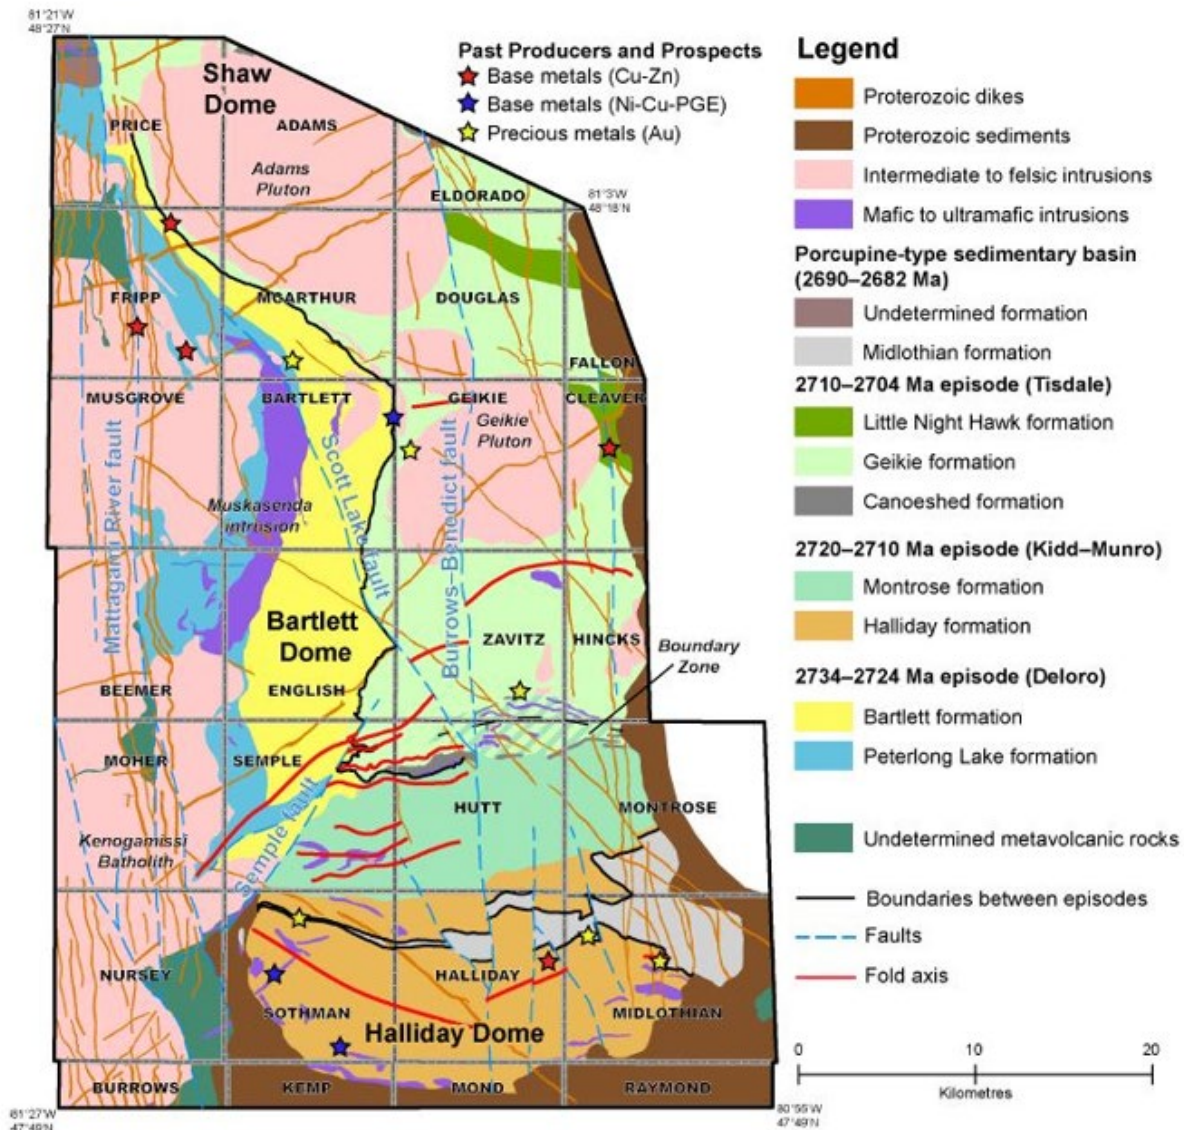 81°21'W
48°27'N
Past Producers and Prospects
Base metals (Cu-Zn)
Base metals (Ni-Cu-PGE)
Precious metals (Au)
Legend
Proterozoic dikes
Proterozoic sediments
Intermediate to felsic intrusions
Mafic to ultramafic intrusions
Porcupine-type sedimentary basin
(2690–2682 Ma)
Undetermined formation
Midlothian formation
2710–2704 Ma episode (Tisdale)
Little Night Hawk formation
Geikie formation
Canoeshed formation
2720–2710 Ma episode (Kidd–Munro)
Montrose formation
Halliday formation
2734–2724 Ma episode (Deloro)
Bartlett formation
Peterlong Lake formation
Undetermined metavolcanic rocks
Boundaries between episodes
Faults
Fold axis
0 10 20
Kilometres
Shaw
Dome
PRICE
ADAMS
Adams
Pluton
ELDORADO
81°3'W
48°18'N
FRIPP
MCARTHUR
DOUGLAS
FALLON
MUSGROVE
BARTLETT
GEIKIE
CLEAVER
Geikie
Pluton
Mattagami River fault
Scott Lake fault
Burrows–Benedict fault
Muskasenda
intrusion
Bartlett
Dome
ZAVITZ
HINCKS
Boundary
Zone
BEEMER
ENGLISH
MOHER
SEMPLE
HUTT
MONTROSE
Kenogamissi
Batholith
Semple fault
NURSEY
HALLIDAY
SOTHMAN
MIDLOTHIAN
Halliday Dome
BURROWS
KEMP
MOND
RAYMOND
81°27'W
47°49'N
80°55'W
47°49'N